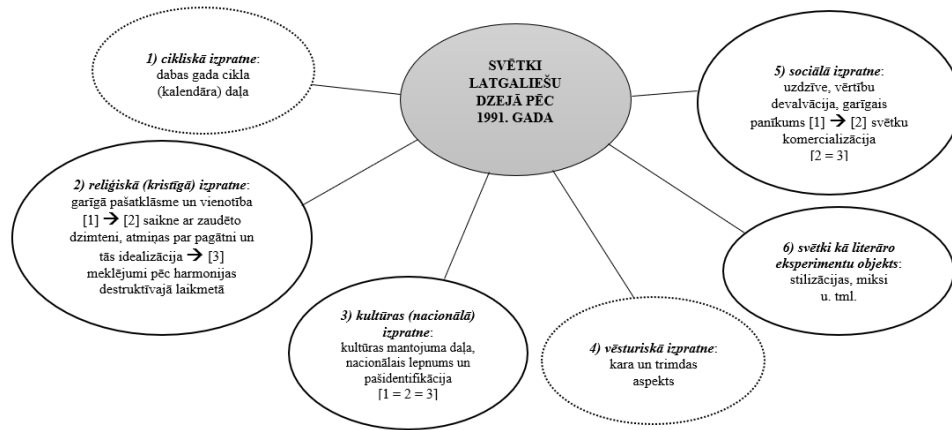 SVĒTKI
LATGALIEŠU
DZEJĀ PĒC
1991. GADA
1) cikliskā izpratne:
dabas gada cikla
(kalendāra) daļa
2) reliģiskā (kristīgā) izpratne:
garīgā pašatklāsme un vienotība
[1] → [2] saikne ar zaudēto
dzimteni, atmiņas par pagātni un
tās idealizācija → [3]
meklējumi pēc harmonijas
destruktīvajā laikmetā
3) kultūras (nacionālā)
izpratne:
kultūras mantojuma daļa,
nacionālais lepnums un
pašidentifikācija
[1 = 2 = 3]
4) vēsturiskā izpratne:
kara un trimdas
aspekts
5) sociālā izpratne:
uzdzīve, vērtību
devalvācija, garīgais
panīkums [1] → [2] svētku
komercializācija
[2 = 3]
6) svētki kā literāro
eksperimentu objekts:
stilizācijas, miksi
u. tml.